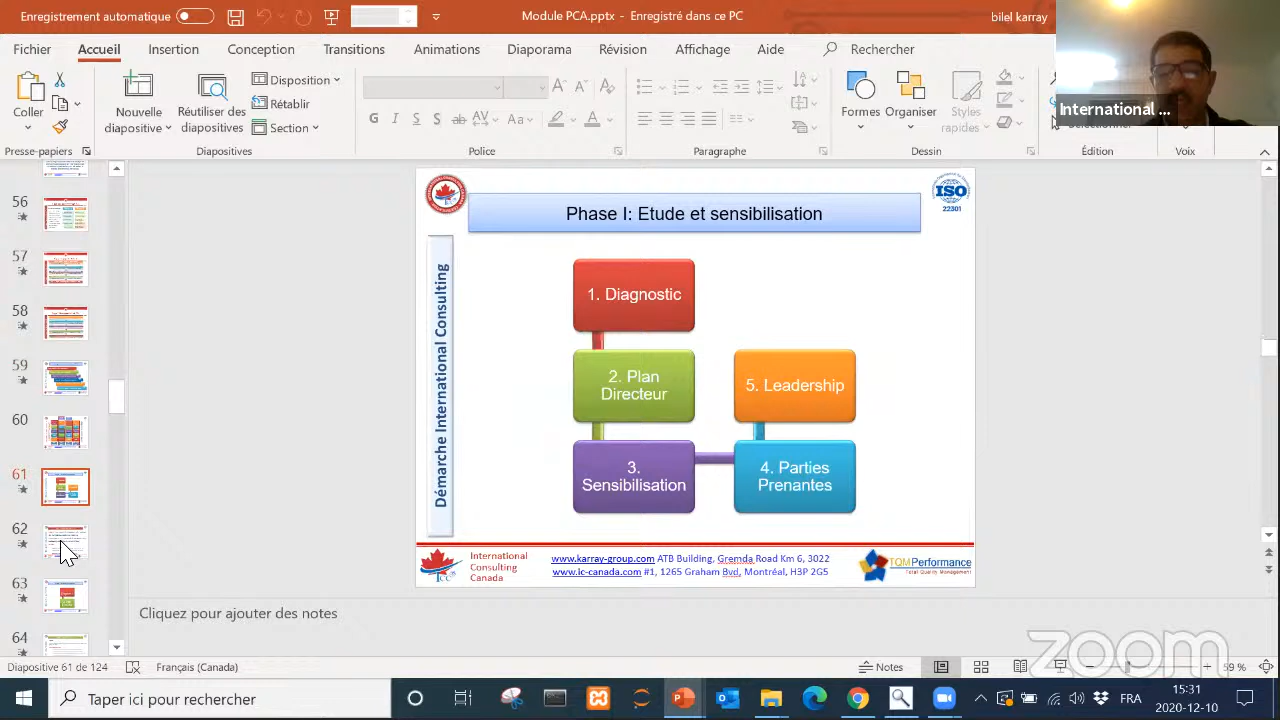 Enregistrement automatique
Module PCA.pptx - Enregistré dans ce PC
bilel karray
Fichier
Accueil
Insertion
Conception
Transitions
Animations
Diaporama
Révision
Affichage
Aide
Rechercher
Coller
Nouvelle
diapositive
Réutiliser des
diapositives
Disposition
Rétablir
Section
G I S S ab AV Aa A
Formes
Organiser
Styles
rapides
International ...
Presse-papiers
Diapositives
Police
Paragraphe
Dessin
Édition
Voix
56
57
58
59
60
61
62
63
64
ISO
22301
Phase I: Etude et sensibilisation
Démarche International Consulting
1. Diagnostic
2. Plan
Directeur
3.
Sensibilisation
4. Parties
Prenantes
5. Leadership
International
Consulting
Canada
www.karray-group.com ATB Building, Gremda Road Km 6, 3022
www.ic-canada.com #1, 1265 Graham Bvd, Montréal, H3P 2G5
TQMPerformance
Total Quality Management
Cliquez pour ajouter des notes
zoom
Diapositive 61 de 124
Français (Canada)
Notes
59 %
Taper ici pour rechercher
FRA
15:31
2020-12-10